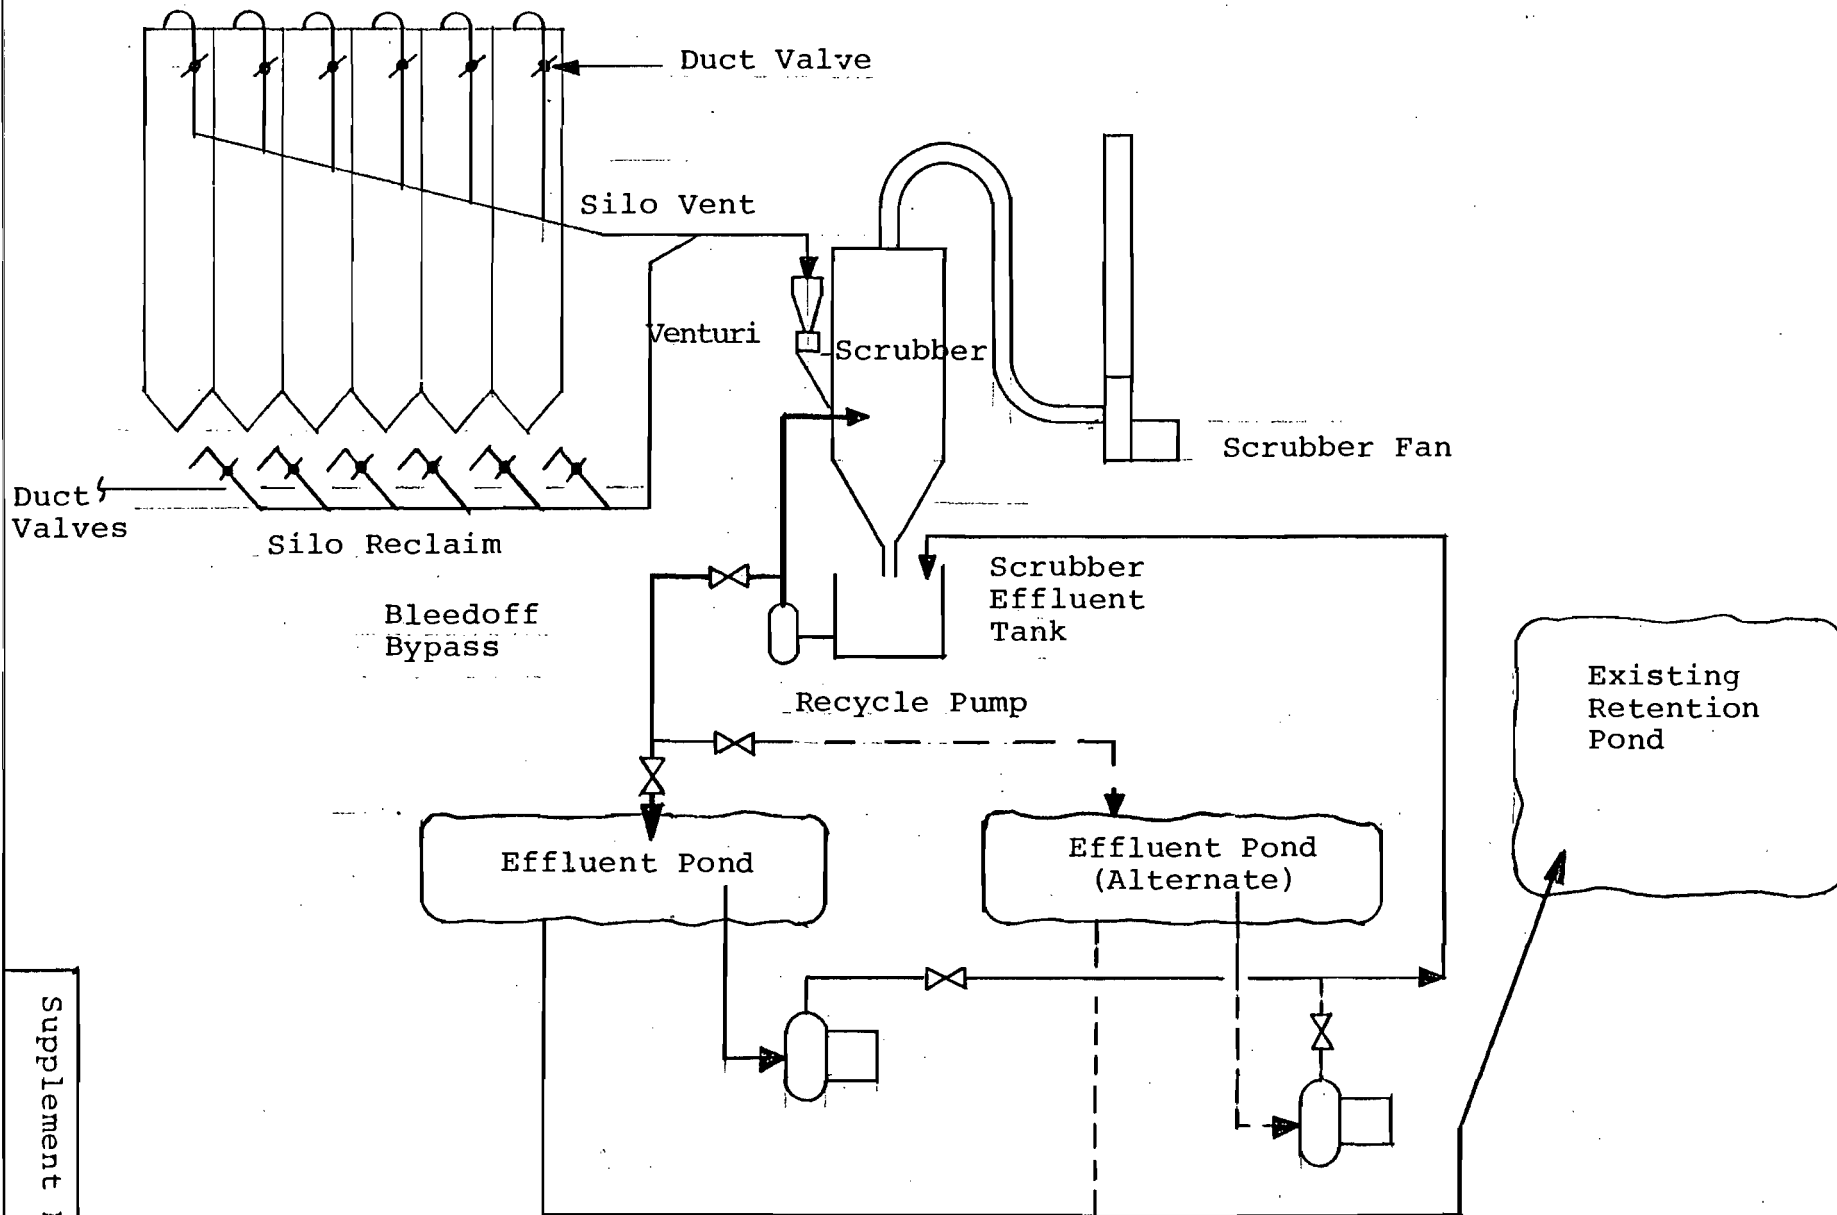 Duct Valve
Silo Vent
Venturi
Scrubber
Scrubber Fan
Duct
Valves
Silo Reclaim
Scrubber
Effluent
Tank
Bleedoff
Bypass
Recycle Pump
Existing
Retention
Pond
Effluent Pond
Effluent Pond
(Alternate)
Supplement